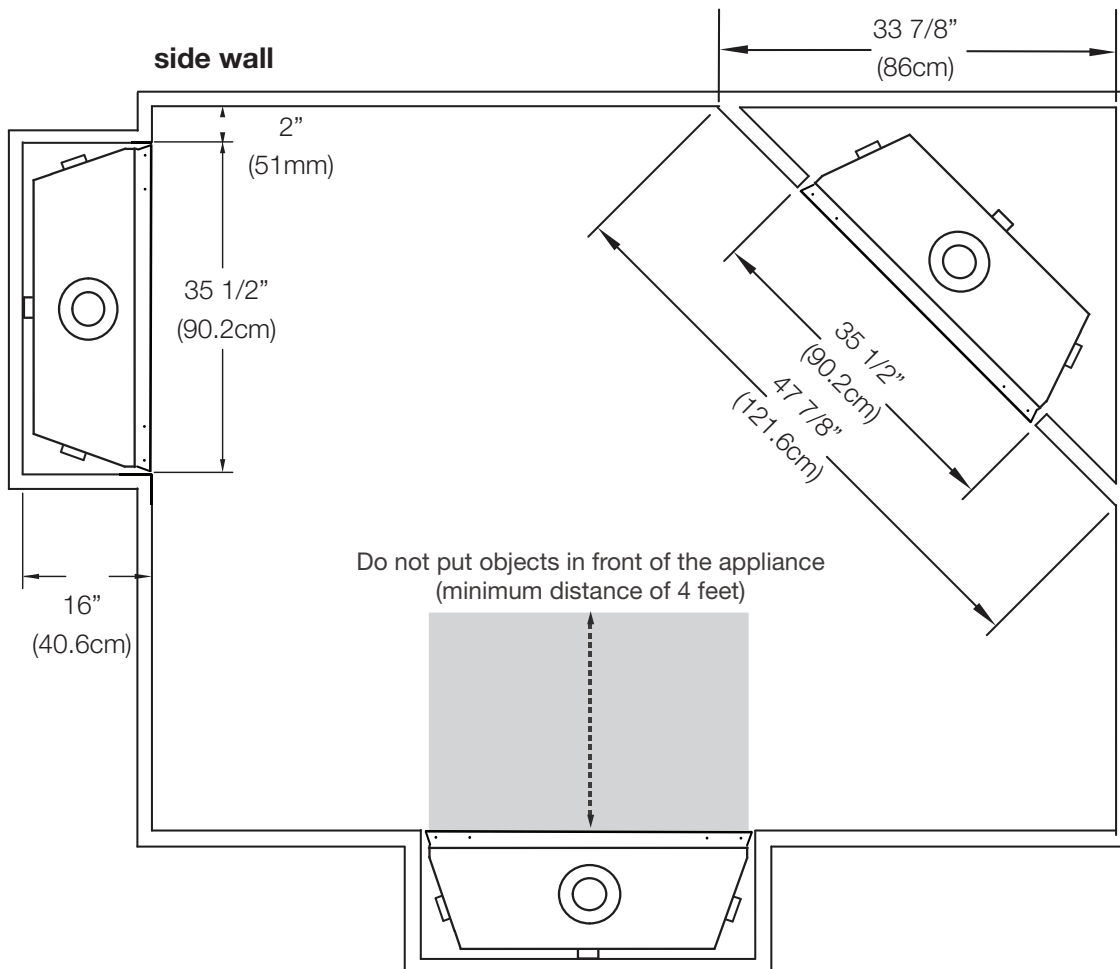 side wall
33 7/8”
(86cm)
2”
(51mm)
35 1/2”
(90.2cm)
35 1/2”
(90.2cm)
47 7/8”
(121.6cm)
Do not put objects in front of the appliance
(minimum distance of 4 feet)
16”
(40.6cm)